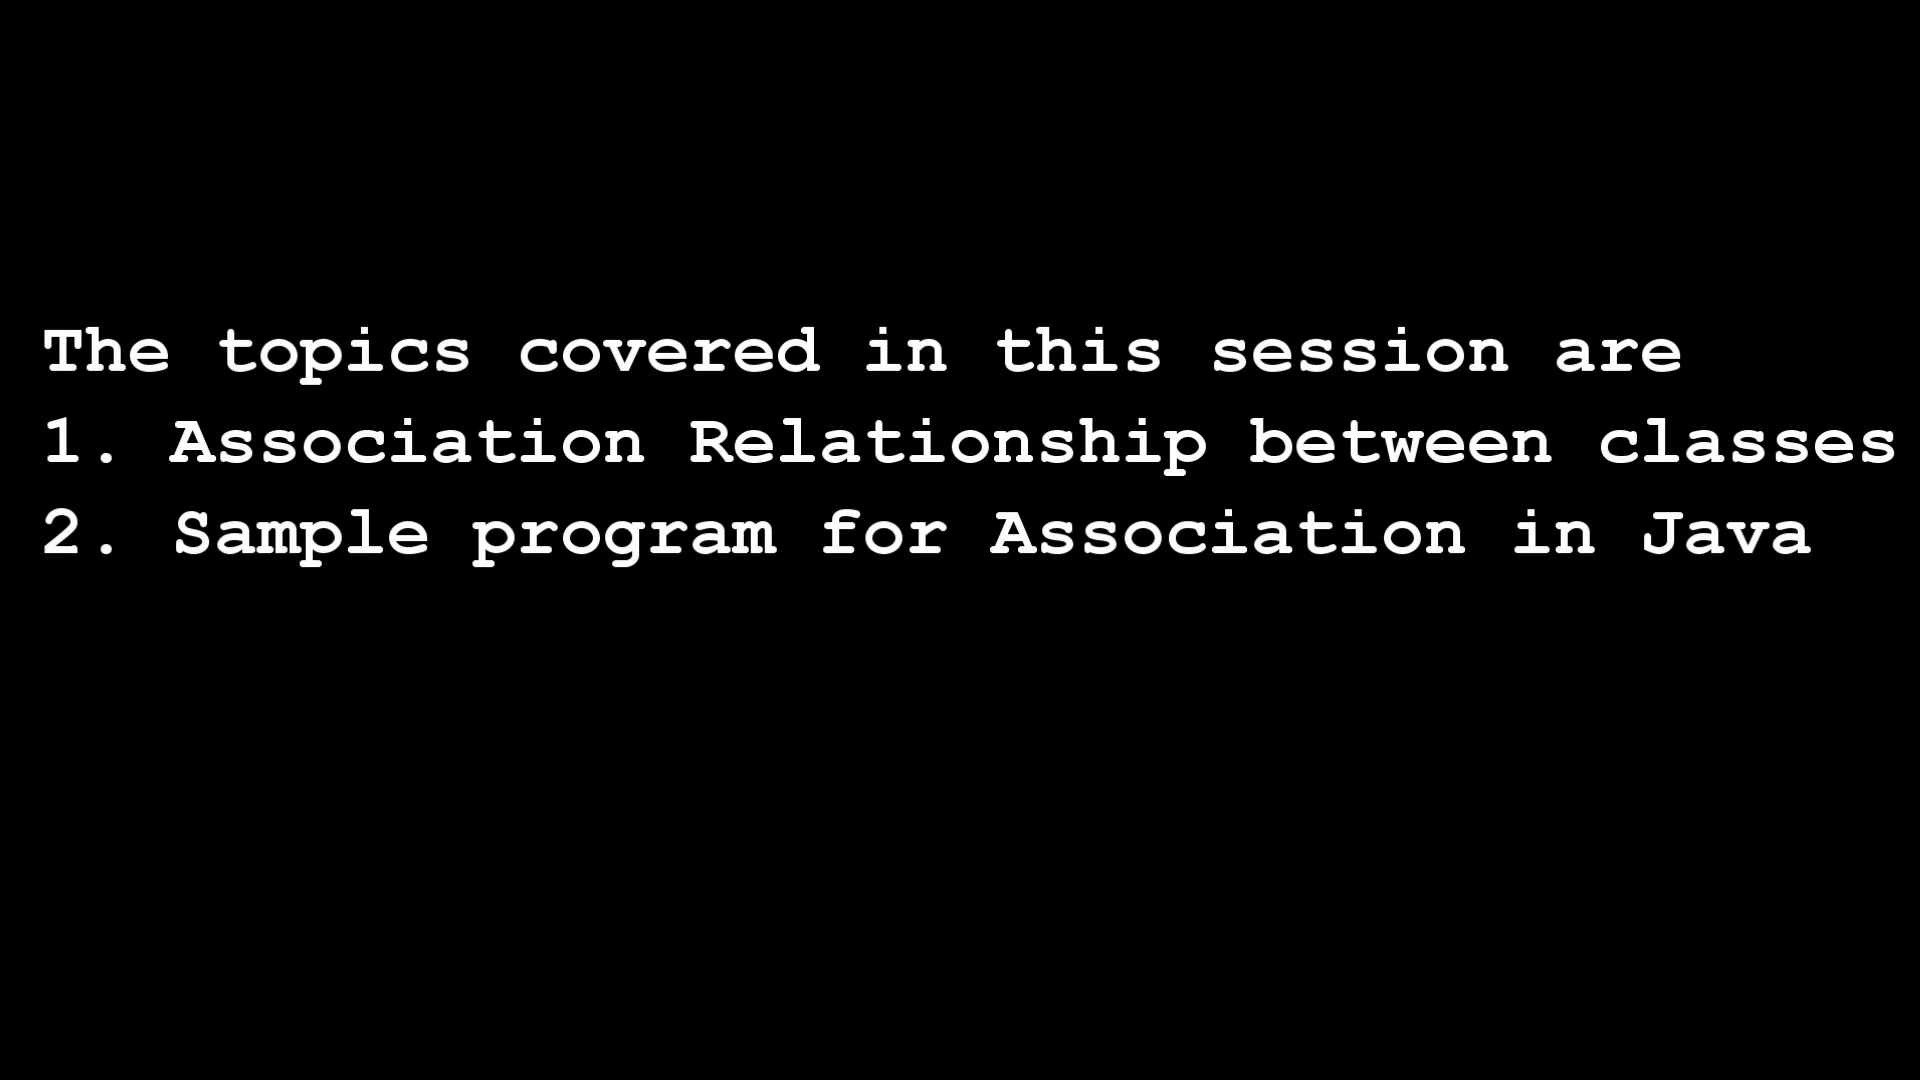 The topics covered in this session are
1. Association Relationship between classes
2. Sample program for Association in Java